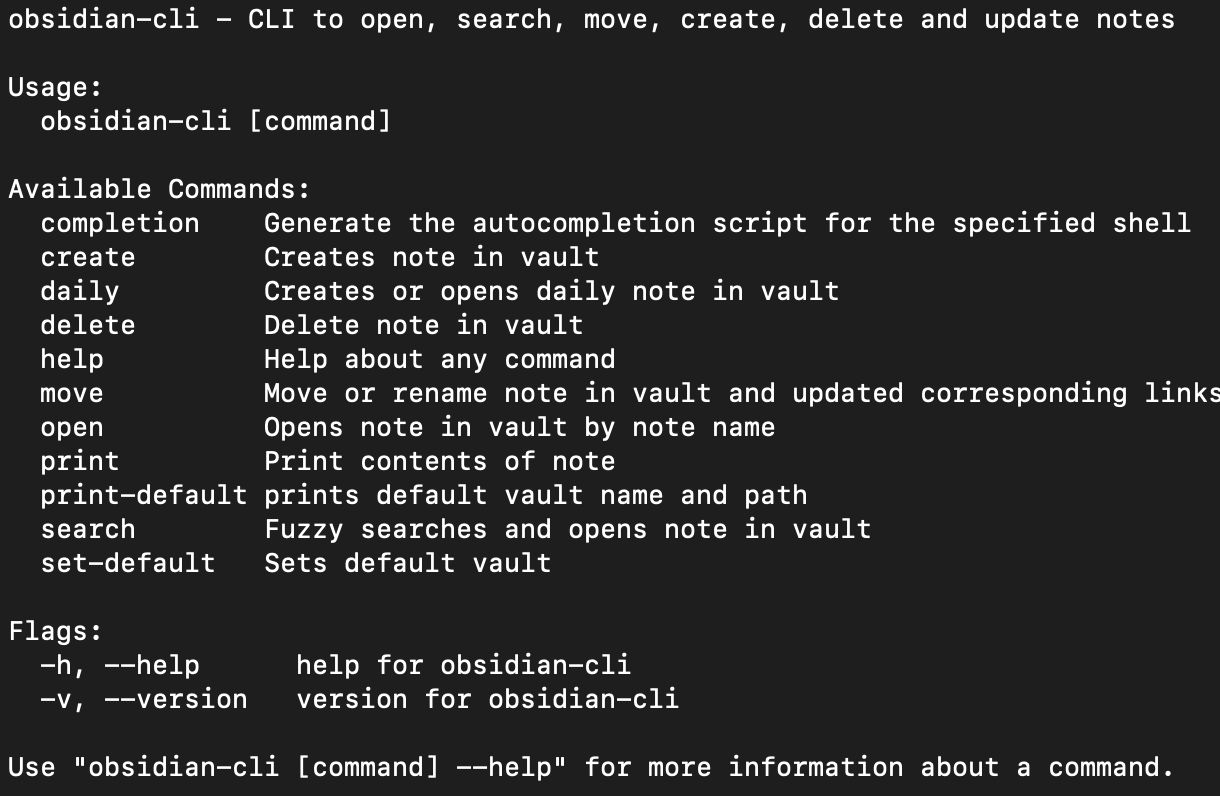 obsidian-cli - CLI to open, search, move, create, delete and update notes

Usage:
  obsidian-cli [command]

Available Commands:
  completion    Generate the autocompletion script for the specified shell
  create        Creates note in vault
  daily         Creates or opens daily note in vault
  delete        Delete note in vault
  help          Help about any command
  move          Move or rename note in vault and updated corresponding links
  open          Opens note in vault by note name
  print         Print contents of note
  print-default prints default vault name and path
  search        Fuzzy searches and opens note in vault
  set-default   Sets default vault

Flags:
  -h, --help      help for obsidian-cli
  -v, --version   version for obsidian-cli

Use "obsidian-cli [command] --help" for more information about a command.